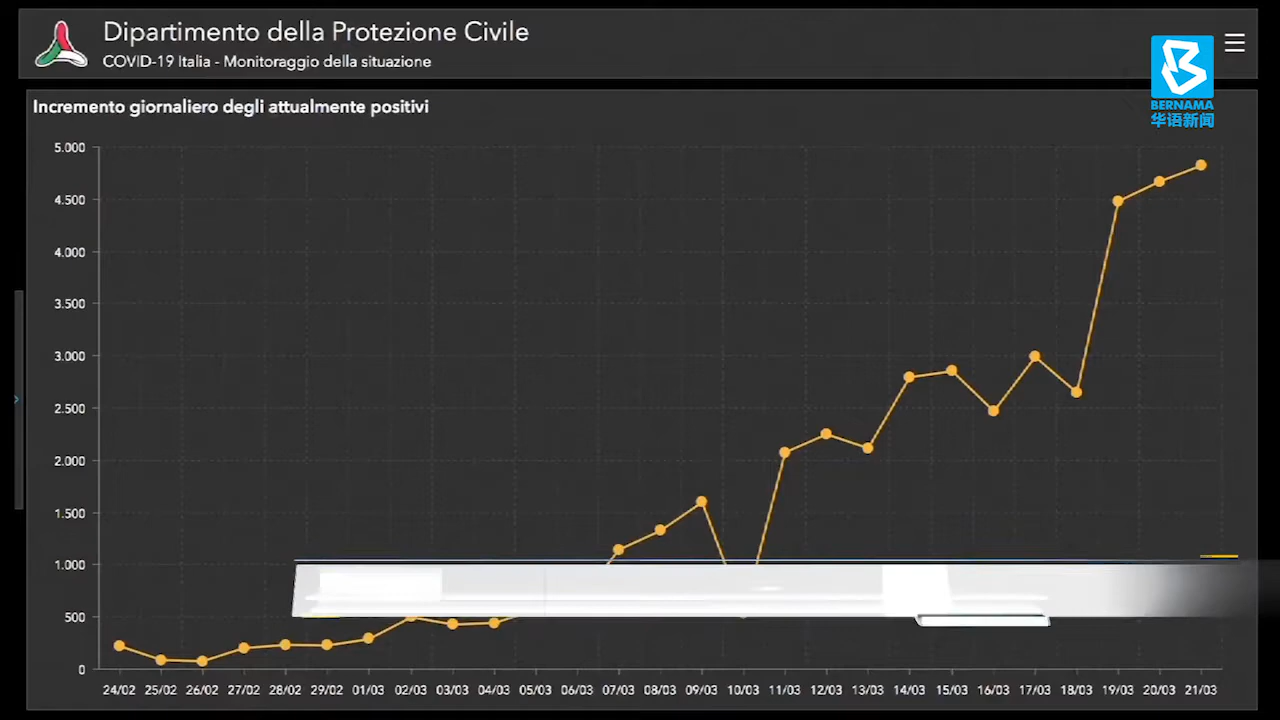 Dipartimento della Protezione Civile
COVID-19 Italia - Monitoraggio della situazione
BERNAMA
华语新闻
Incremento giornaliero degli attualmente positivi
5.000
4.500
4.000
3.500
3.000
2.500
2.000
1.500
1.000
500
0
24/02 25/02 26/02 27/02 28/02 29/02 01/03 02/03 03/03 04/03 05/03 06/03 07/03 08/03 09/03 10/03 11/03 12/03 13/03 14/03 15/03 16/03 17/03 18/03 19/03 20/03 21/03